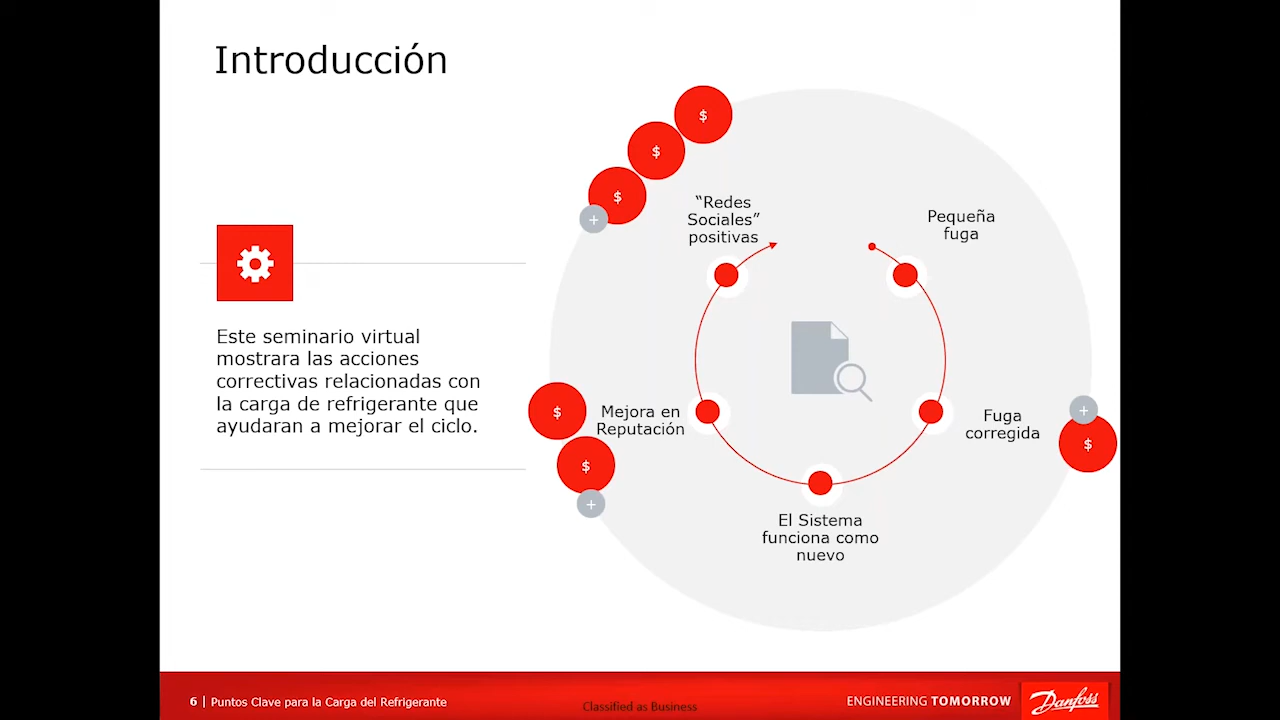 Introducción
$
$
$
+
“Redes
Sociales”
positivas
Pequeña
fuga
Este seminario virtual
mostrara las acciones
correctivas relacionadas con
la carga de refrigerante que
ayudaran a mejorar el ciclo.
$
Mejora en
Reputación
$
+
Fuga
corregida
+
$
El Sistema
funciona como
nuevo
6 | Puntos Clave para la Carga del Refrigerante
Classified as Business
ENGINEERING TOMORROW
Danfoss